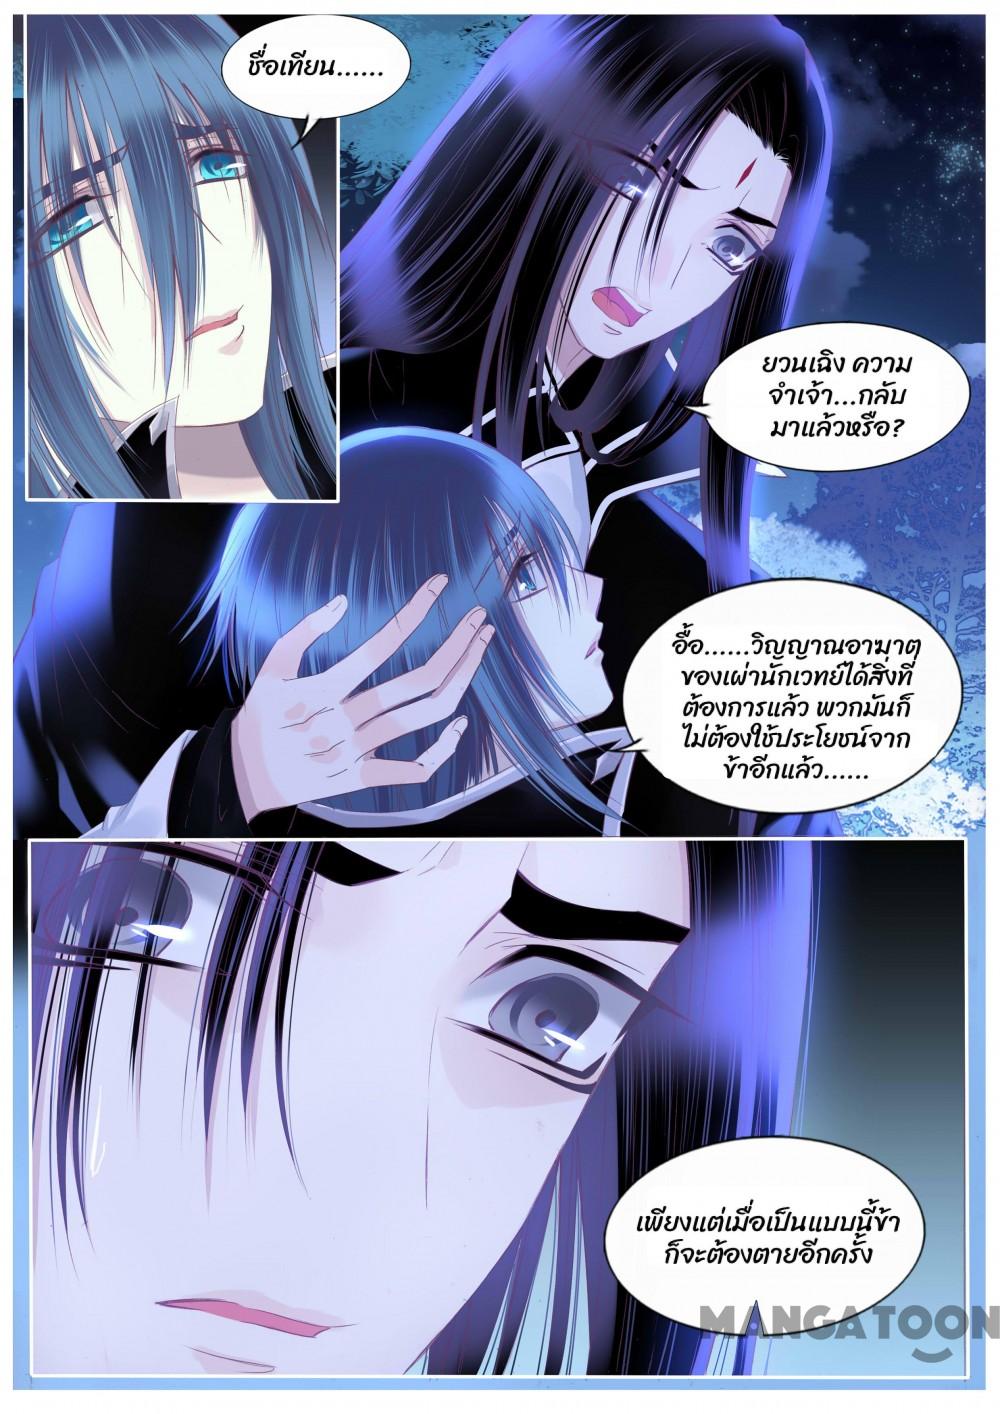 ชื่อเทียน......
ยวนเฉิง ความ
จำเจ้า...กลับ
มาแล้วหรือ?
อื้อ......วิญญาณอาฆาต
ของเผ่านักเวทย์ได้สิ่งที่
ต้องการแล้ว พวกมันก็
ไม่ต้องใช้ประโยชน์จาก
ข้าอีกแล้ว......
เพียงแต่เมื่อเป็นแบบนี้ข้า
ก็จะต้องตายอีกครั้ง
MANGATOON